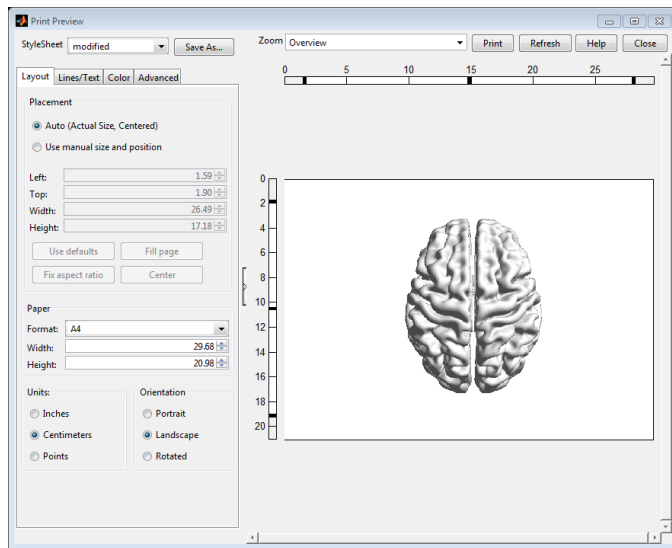 Print Preview
StyleSheet modified Save As...
Zoom Overview Print Refresh Help Close
Layout Lines/Text Color Advanced
Placement
Auto (Actual Size, Centered)
Use manual size and position
Left: 1.59
Top: 1.90
Width: 26.49
Height: 17.18
Use defaults Fill page
Fix aspect ratio Center
Paper
Format: A4
Width: 29.68
Height: 20.98
Units: Orientation
Inches Portrait
Centimeters Landscape
Points Rotated
0 5 10 15 20 25
0
2
4
6
8
10
12
14
16
18
20